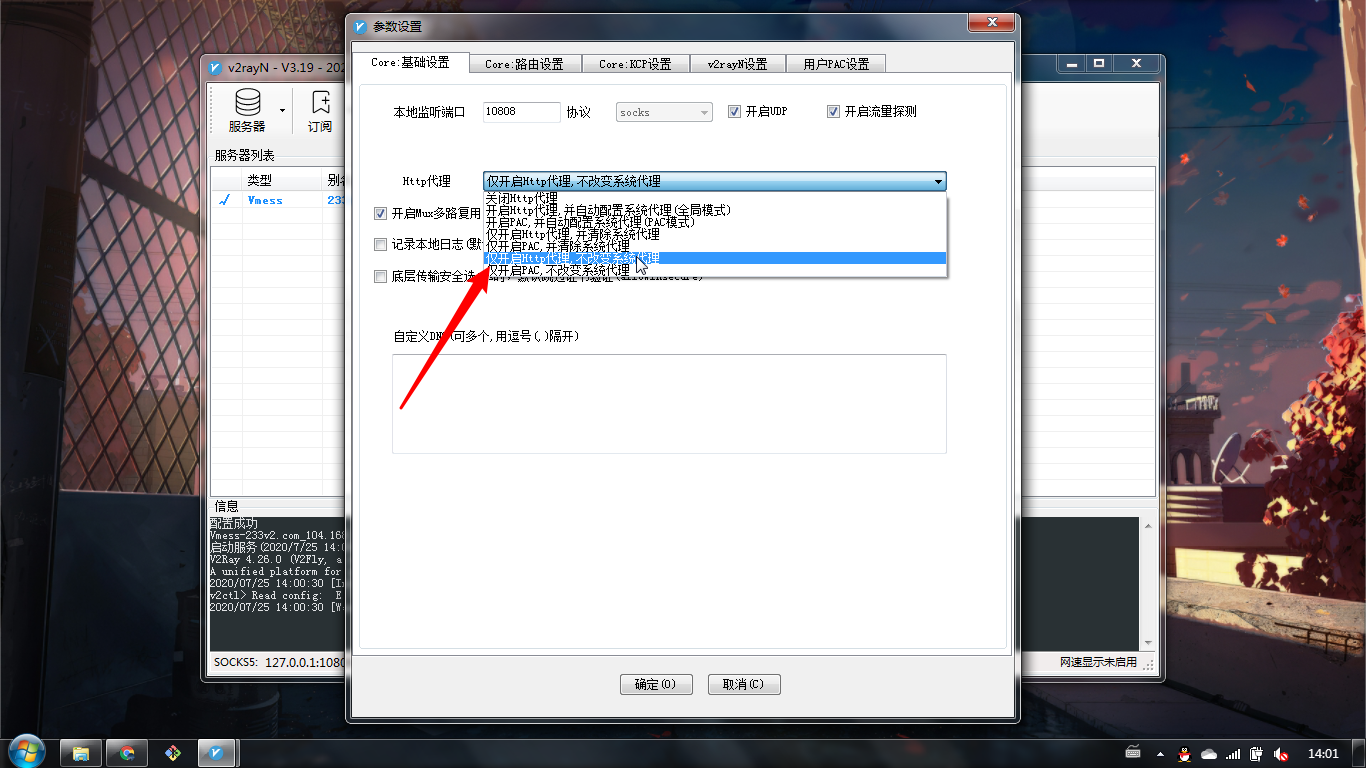 参数设置
v2rayN - V3.19 - 202
Core:基础设置
Core:路由设置
Core:KCP设置
v2rayN设置
用户PAC设置
服务器
订阅
本地监听端口
10808
协议
socks
开启UDP
开启流量探测
服务器列表
类型
别名
Vmess
233
Http代理
仅开启Http代理,不改变系统代理
关闭Http代理
开启Http代理,并自动配置系统代理(全局模式)
开启PAC,并自动配置系统代理(PAC模式)
仅开启Http代理,并清除系统代理
仅开启PAC,并清除系统代理
仅开启Http代理,不改变系统代理
仅开启PAC,不改变系统代理
开启Mux多路复用
记录本地日志(默
底层传输安全选
(allowInsecure)
自定义DNS(可多个,用逗号(,)隔开)
信息
配置成功
Vmess-233v2.com_104.168
启动服务(2020/7/25 14:0
V2Ray 4.26.0 (V2Fly, a
A unified platform for
2020/07/25 14:00:30 [In
v2ctl> Read config: E
2020/07/25 14:00:30 [W
SOCKS5: 127.0.0.1:1080
网速显示未启用
确定(O)
取消(C)
14:01